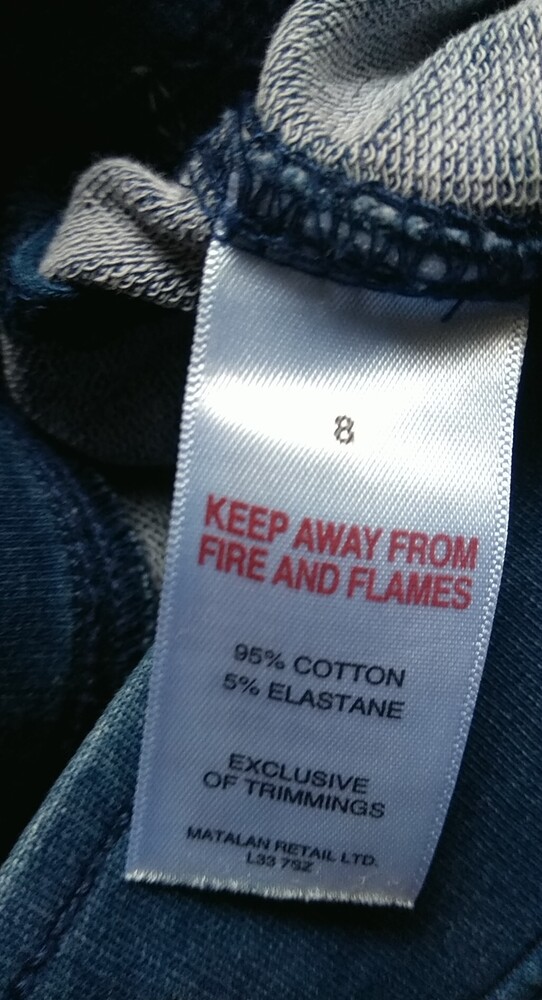 8
KEEP AWAY FROM
FIRE AND FLAMES
95% COTTON
5% ELASTANE
EXCLUSIVE
OF TRIMMINGS
MATALAN RETAIL LTD.
L33 7SZ